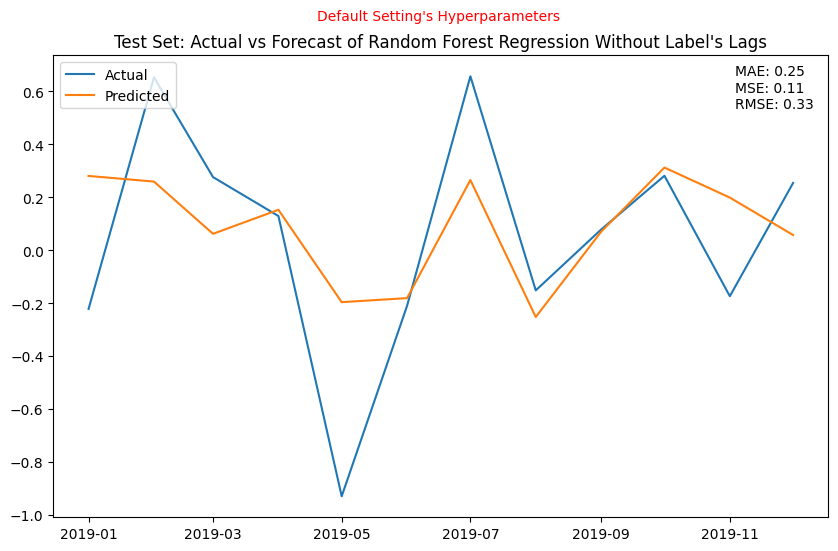 Default Setting's Hyperparameters
Test Set: Actual vs Forecast of Random Forest Regression Without Label's Lags
Actual
Predicted
MAE: 0.25
MSE: 0.11
RMSE: 0.33
0.6
0.4
0.2
0.0
−0.2
−0.4
−0.6
−0.8
−1.0
2019-01 2019-03 2019-05 2019-07 2019-09 2019-11